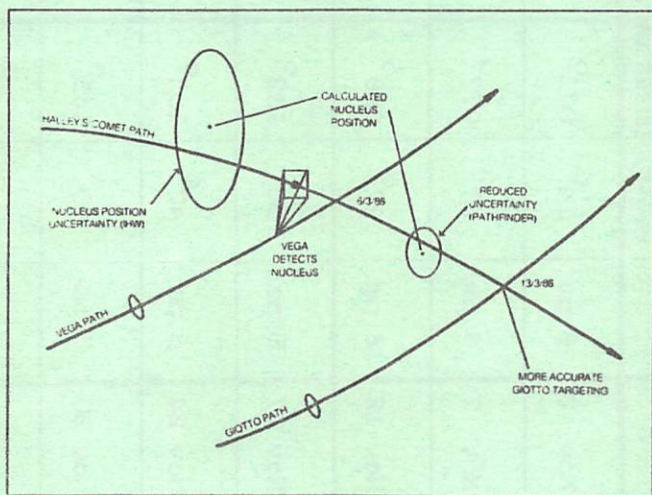 CALCULATED
NUCLEUS
POSITION
HALLEY'S COMET PATH
NUCLEUS POSITION
UNCERTAINTY (IHW)
VEGA
DETECTS
NUCLEUS
6/3/86
REDUCED
UNCERTAINTY
(PATHFINDER)
13/3/86
VEGA PATH
MORE ACCURATE
GIOTTO TARGETING
GIOTTO PATH